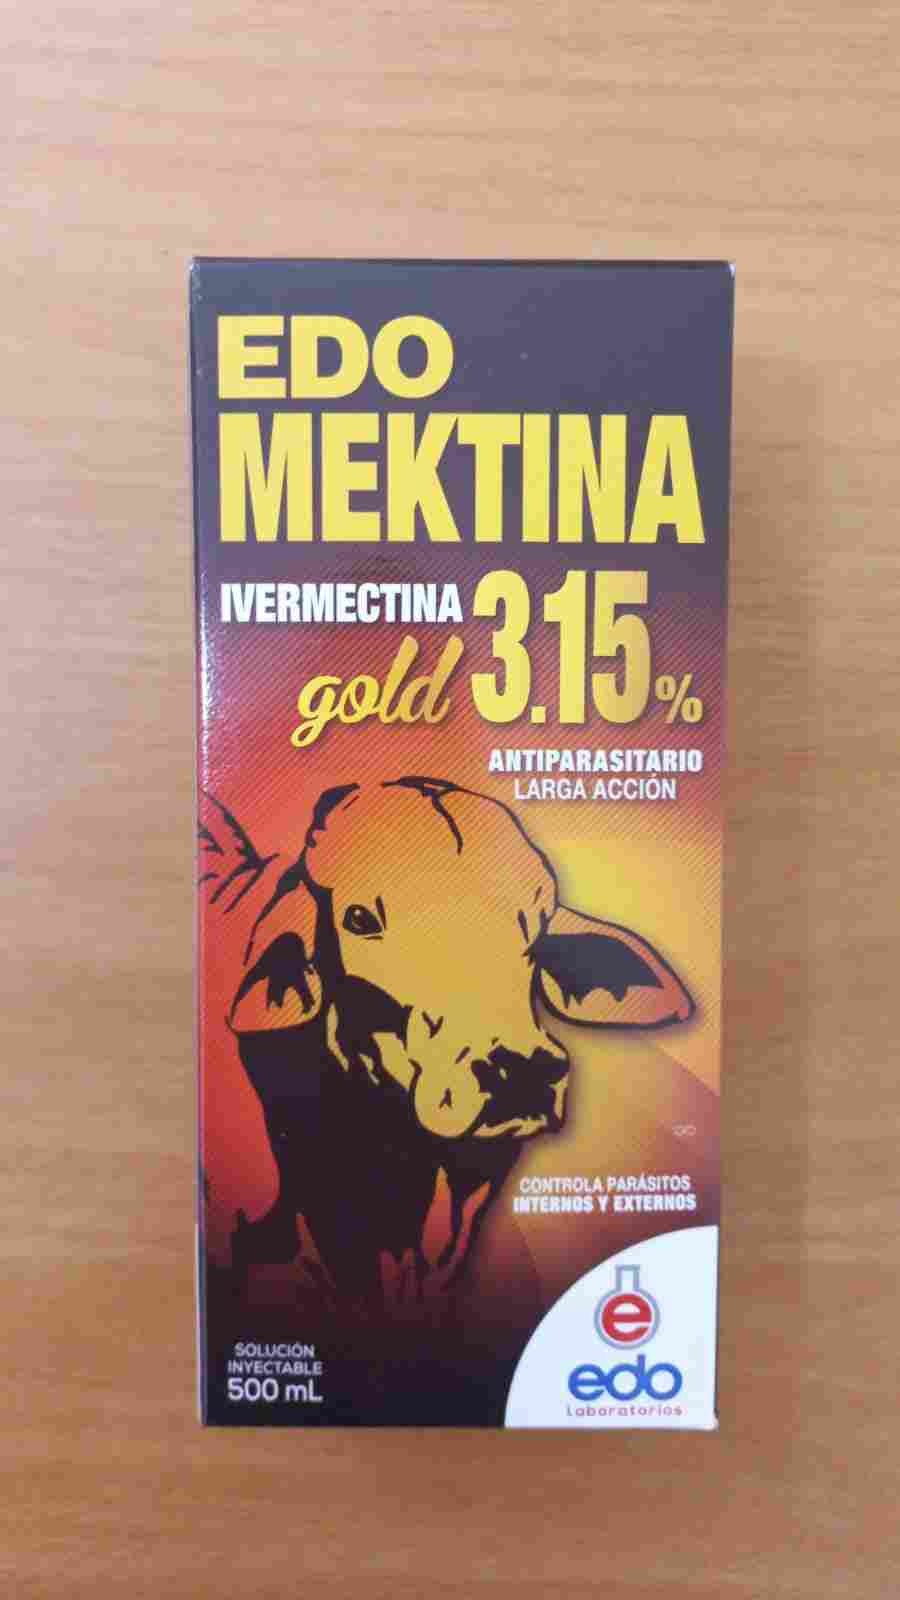 EDO
MEKTINA
IVERMECTINA
gold 3.15%
ANTIPARASITARIO
LARGA ACCIÓN
CONTROLA PARÁSITOS
INTERNOS Y EXTERNOS
SOLUCIÓN
INYECTABLE
500 mL
e
edo
Laboratorios